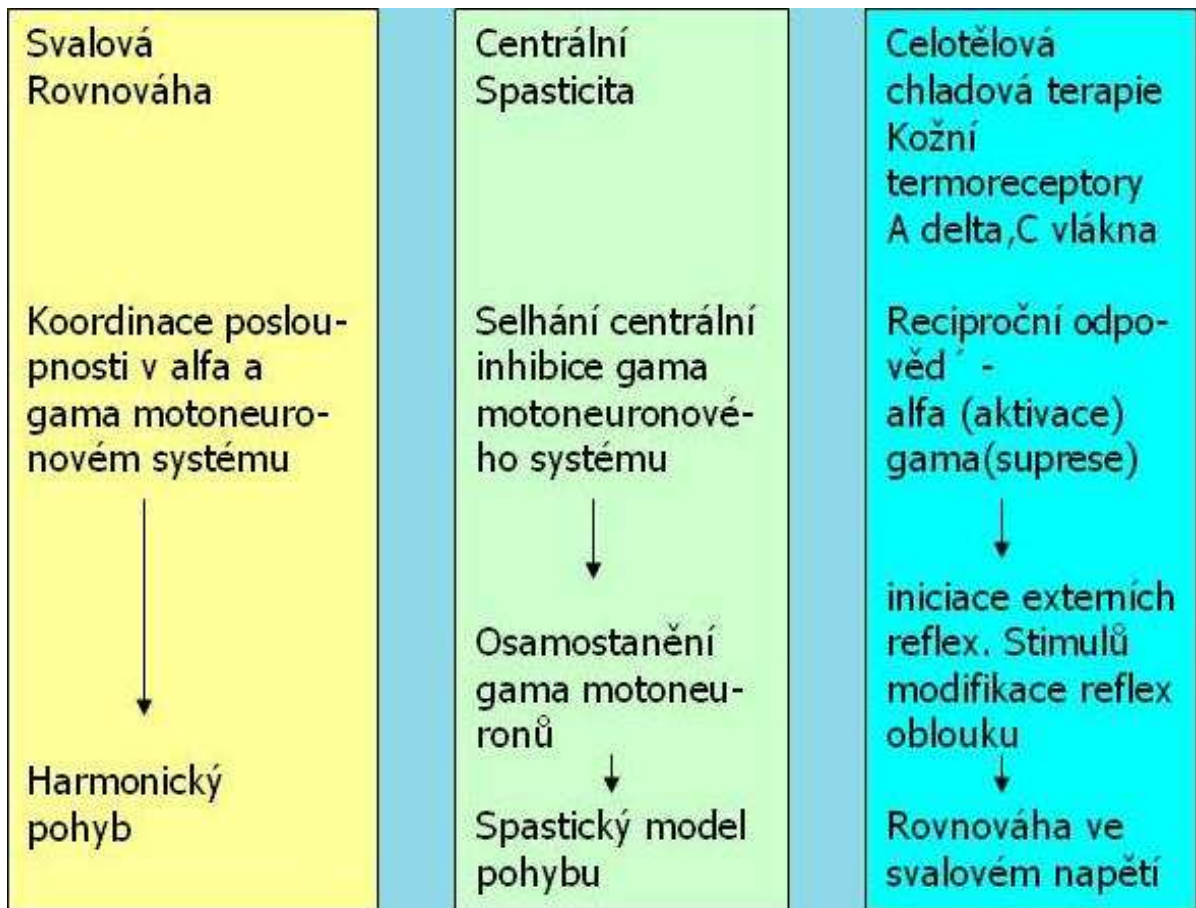 Svalová
Rovnováha
Koordinace poslou-
pnosti v alfa a
gama motoneuro-
novém systému
Harmonický
pohyb
Centrální
Spasticita
Selhání centrální
inhibice gama
motoneuronové-
ho systému
Osamostanění
gama motoneu-
ronů
Spastický model
pohybu
Celotělová
chladová terapie
Kožní
termoreceptory
A delta,C vlákna
Reciproční odpo-
věd´ -
alfa (aktivace)
gama(suprese)
iniciace externích
reflex. Stimulů
modifikace reflex
oblouku
Rovnováha ve
svalovém napětí